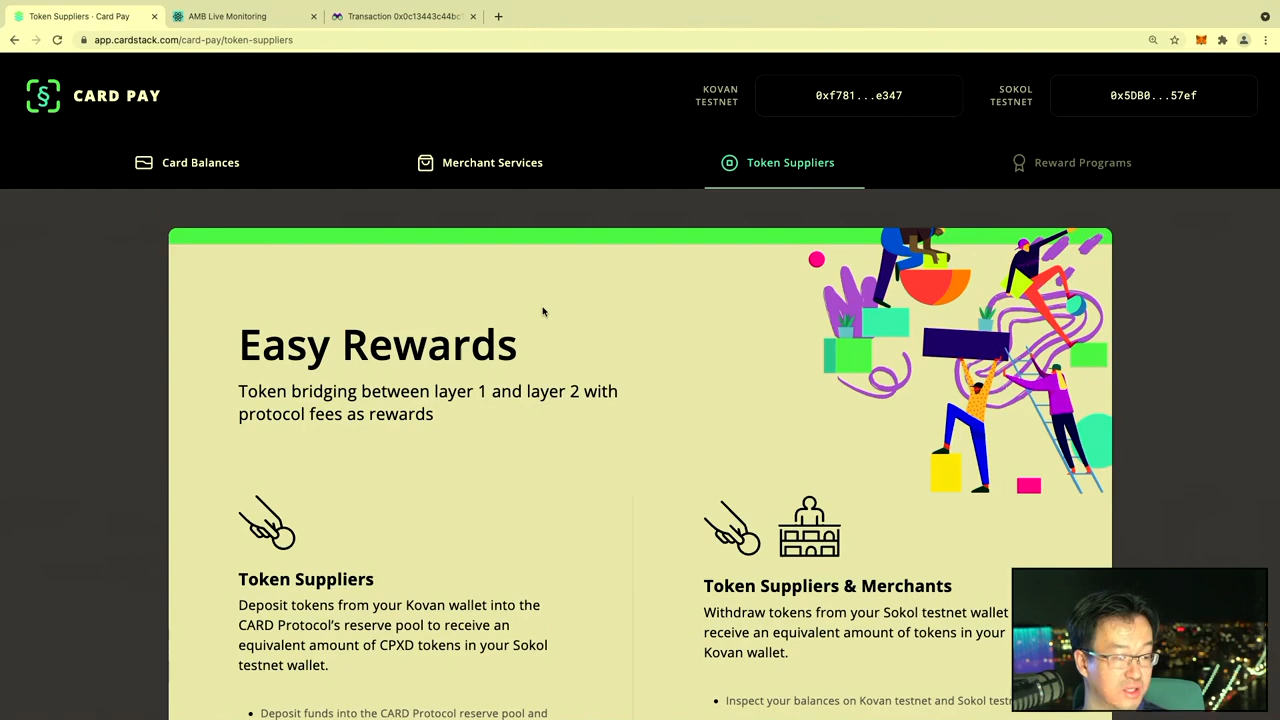 Token Suppliers · Card Pay
AMB Live Monitoring
Transaction 0x0c13443c44bc
app.cardstack.com/card-pay/token-suppliers
CARD PAY
KOVAN
TESTNET
0xf781...e347
SOKOL
TESTNET
0x5DB0...57ef
Card Balances
Merchant Services
Token Suppliers
Reward Programs
Easy Rewards
Token bridging between layer 1 and layer 2 with
protocol fees as rewards
Token Suppliers
Deposit tokens from your Kovan wallet into the
CARD Protocol's reserve pool to receive an
equivalent amount of CPXD tokens in your Sokol
testnet wallet.
• Deposit funds into the CARD Protocol reserve pool and
Token Suppliers & Merchants
Withdraw tokens from your Sokol testnet wallet
receive an equivalent amount of tokens in your
Kovan wallet.
• Inspect your balances on Kovan testnet and Sokol